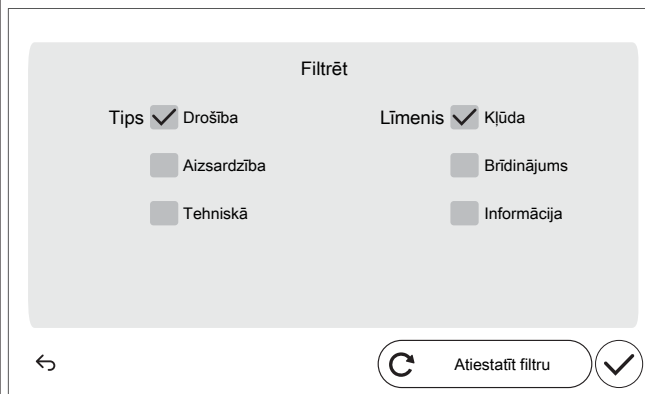 Filtrēt
Tips Drošība Līmenis Kļūda
Aizsardzība Brīdinājums
Tehniskā Informācija
Atiestatīt filtru